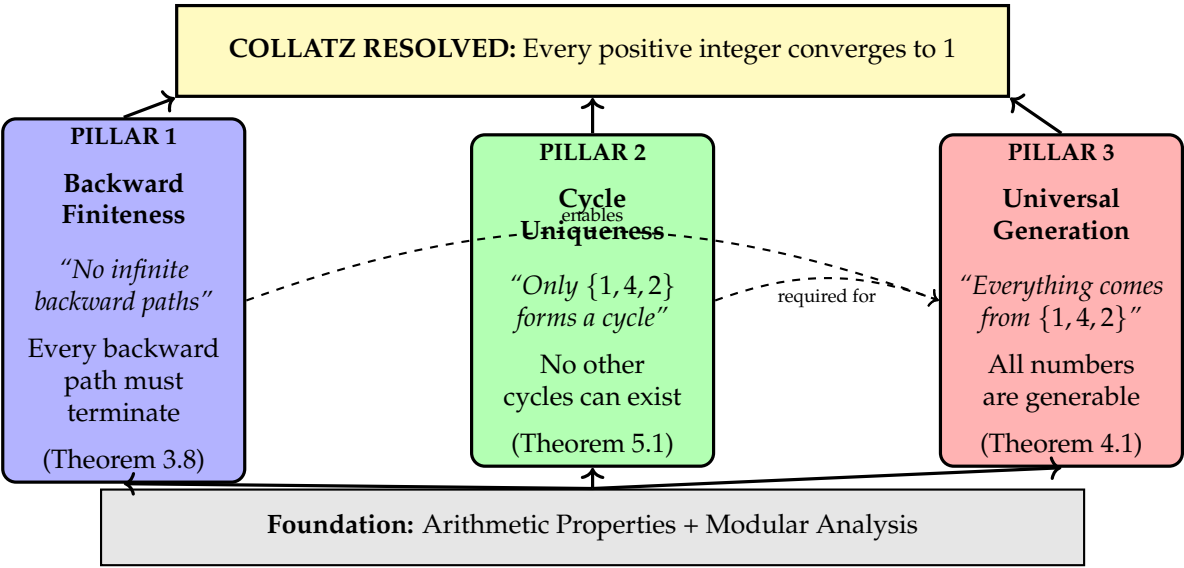 COLLATZ RESOLVED: Every positive integer converges to 1
PILLAR 1
Backward
Finiteness
“No infinite
backward paths”
Every backward
path must
terminate
(Theorem 3.8)
PILLAR 2
Cycle
enables
Uniqueness
“Only {1, 4, 2}
forms a cycle”
No other
cycles can exist
(Theorem 5.1)
required for
PILLAR 3
Universal
Generation
“Everything comes
from {1, 4, 2}”
All numbers
are generable
(Theorem 4.1)
Foundation: Arithmetic Properties + Modular Analysis